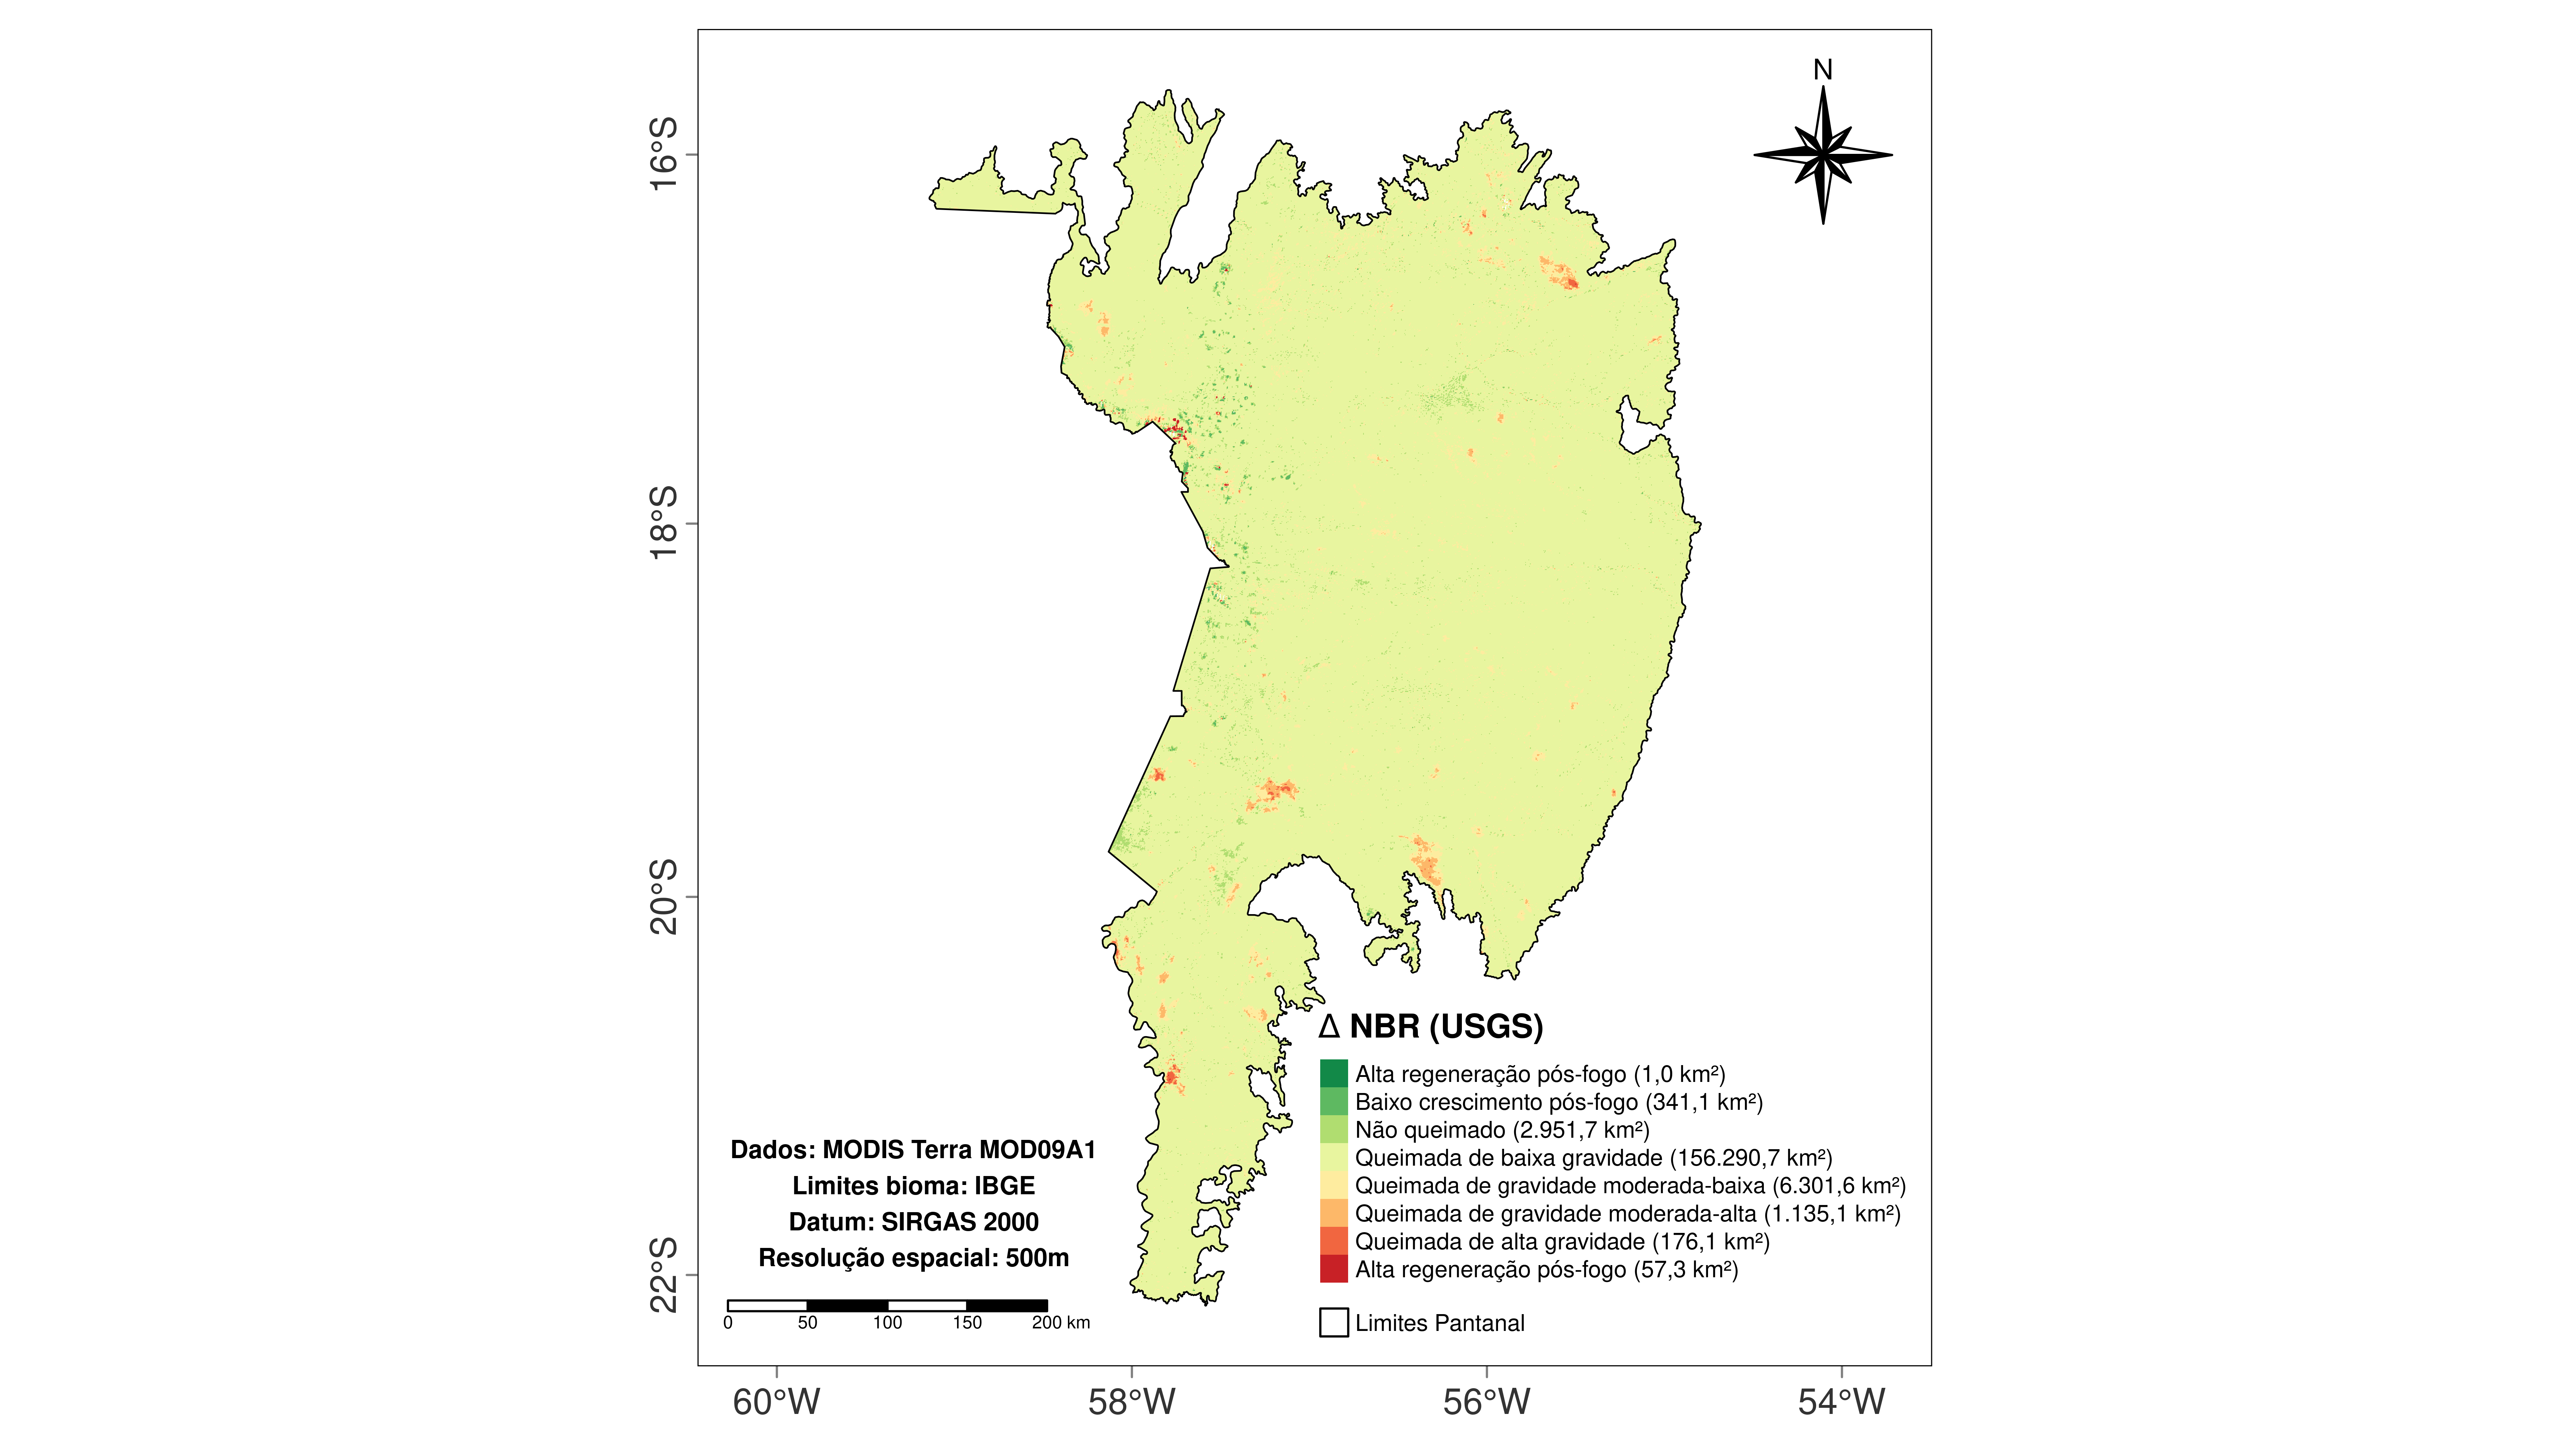 N
16°S
18°S
20°S
22°S
Δ NBR (USGS)
Alta regeneração pós-fogo (1,0 km²)
Baixo crescimento pós-fogo (341,1 km²)
Não queimado (2.951,7 km²)
Queimada de baixa gravidade (156.290,7 km²)
Queimada de gravidade moderada-baixa (6.301,6 km²)
Queimada de gravidade moderada-alta (1.135,1 km²)
Queimada de alta gravidade (176,1 km²)
Alta regeneração pós-fogo (57,3 km²)
Limites Pantanal
Dados: MODIS Terra MOD09A1
Limites bioma: IBGE
Datum: SIRGAS 2000
Resolução espacial: 500m
0 50 100 150 200 km
60°W 58°W 56°W 54°W